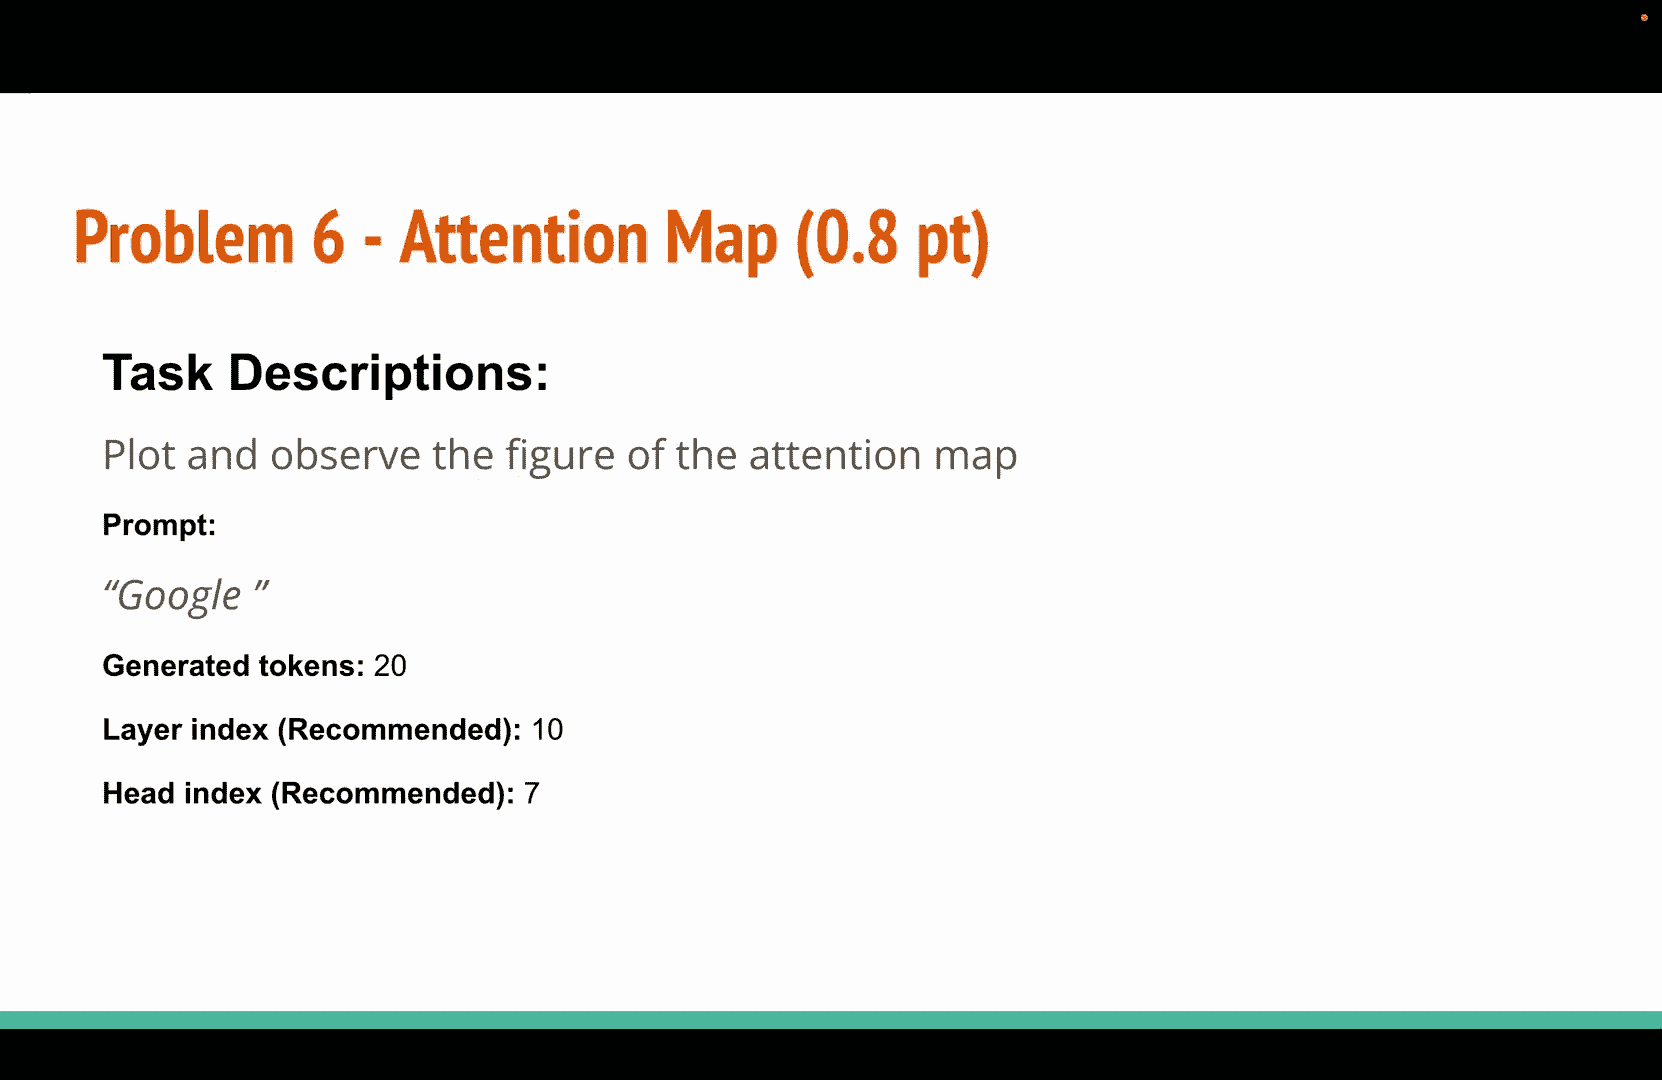 Problem 6 - Attention Map (0.8 pt)
Task Descriptions:
Plot and observe the figure of the attention map
Prompt:
“Google ”
Generated tokens: 20
Layer index (Recommended): 10
Head index (Recommended): 7